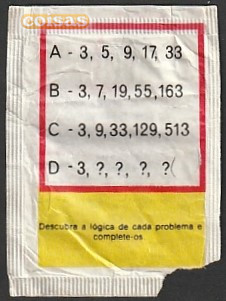 coisas
A - 3, 5, 9, 17, 33
B - 3, 7, 19, 55, 163
C - 3, 9, 33, 129, 513
D - 3, ?, ?, ?, ?
Descubra a lógica de cada problema e
complete-os.